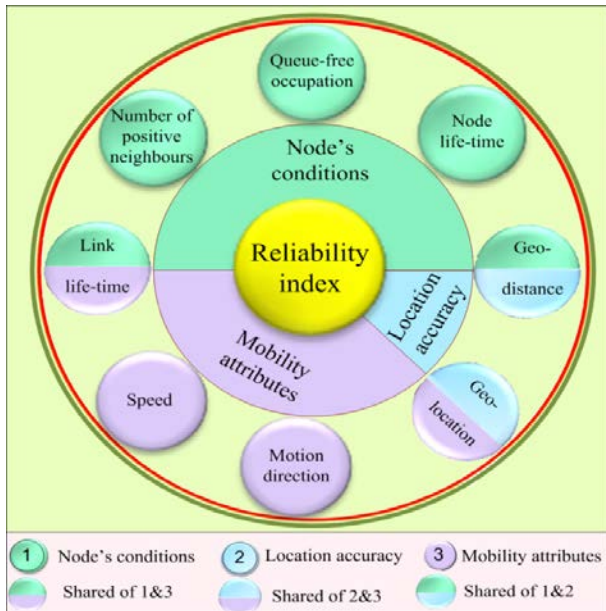 Queue-free
occupation
Number of
positive
neighbours
Node
life-time
Node's
conditions
Link
life-time
Reliability
index
Geo-
distance
Location
accuracy
Mobility
attributes
Geo-
location
Speed
Motion
direction
1 Node's conditions
2 Location accuracy
3 Mobility attributes
Shared of 1&3
Shared of 2&3
Shared of 1&2